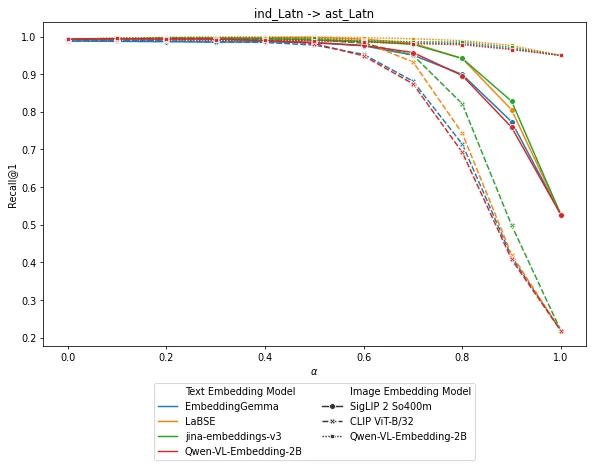 ind_Latn -> ast_Latn
1.0
0.9
0.8
0.7
0.6
0.5
0.4
0.3
0.2
Recall@1
0.0 0.2 0.4 0.6 0.8 1.0
α
Text Embedding Model
EmbeddingGemma
LaBSE
jina-embeddings-v3
Qwen-VL-Embedding-2B
Image Embedding Model
SigLIP 2 So400m
CLIP ViT-B/32
Qwen-VL-Embedding-2B